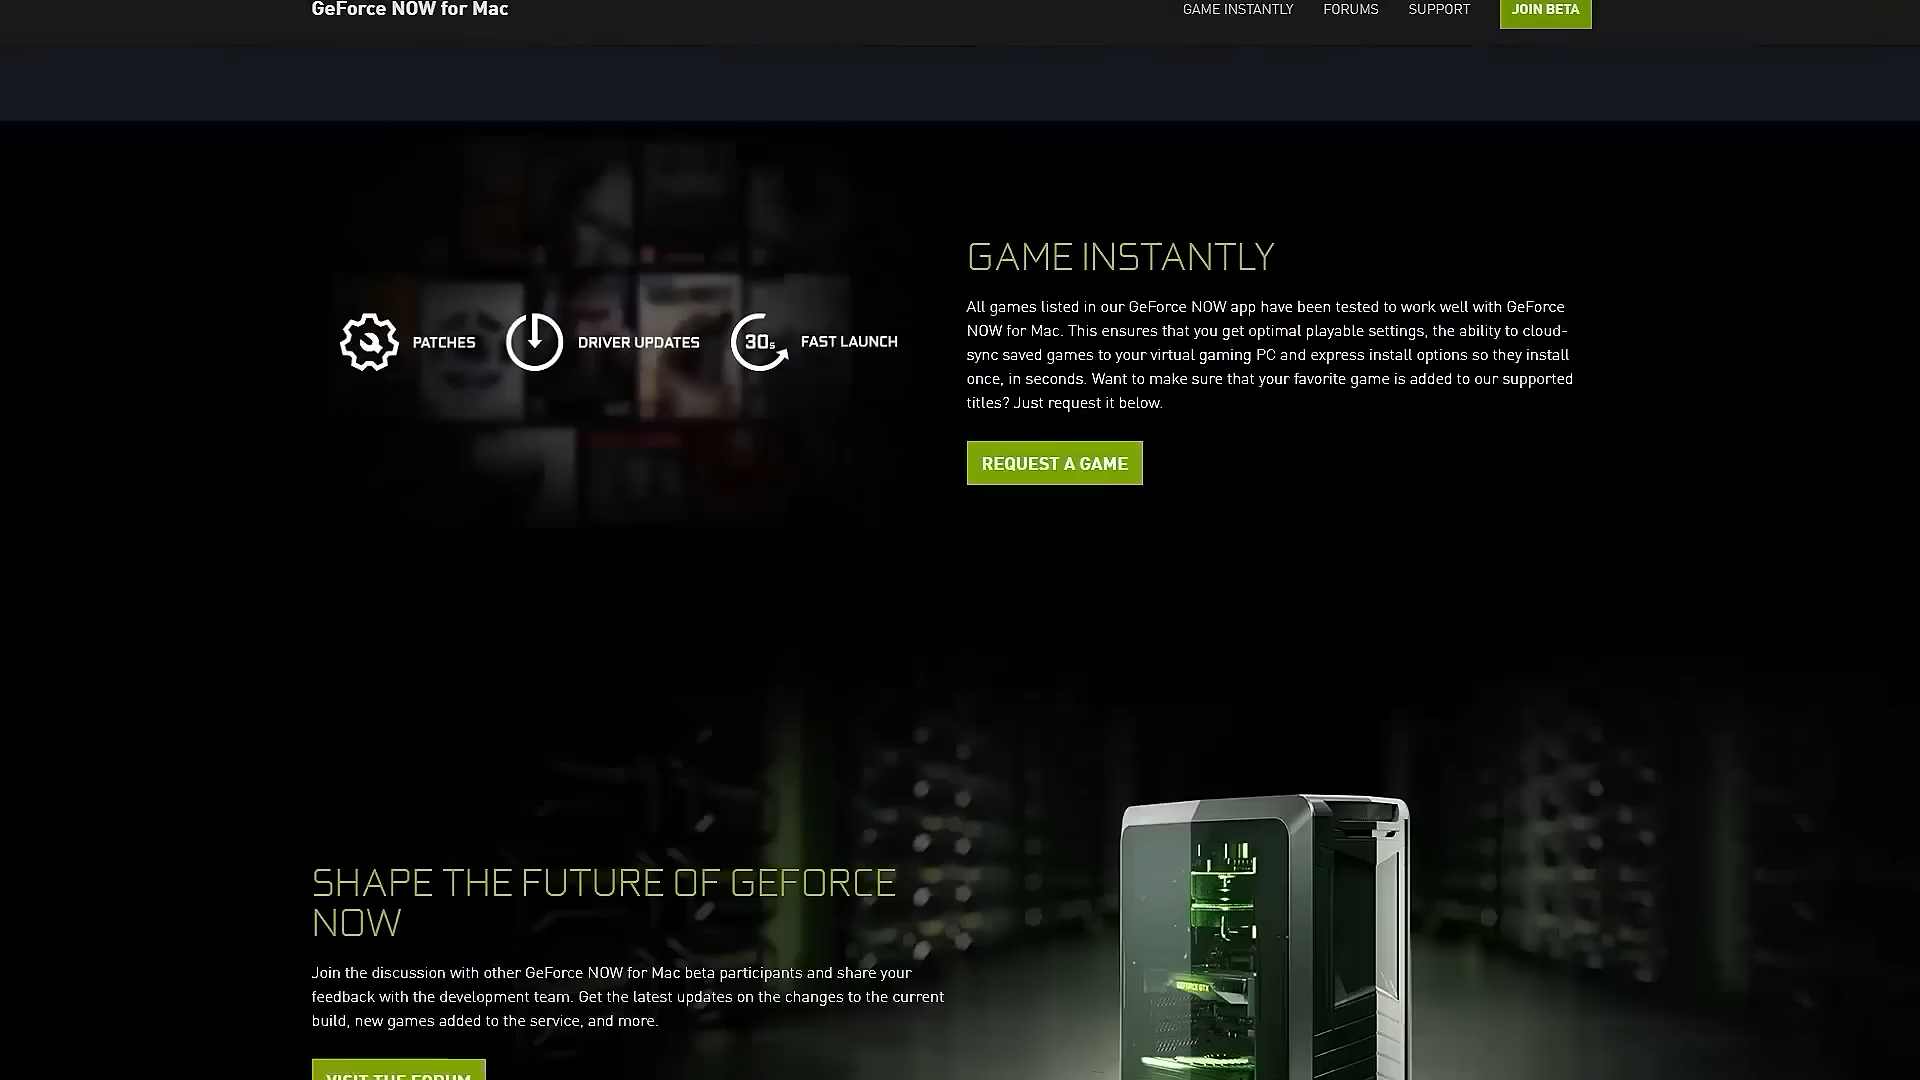 GeForce NOW for Mac
GAME INSTANTLY
FORUMS
SUPPORT
JOIN BETA
PATCHES
DRIVER UPDATES
30s
FAST LAUNCH
GAME INSTANTLY
All games listed in our GeForce NOW app have been tested to work well with GeForce
NOW for Mac. This ensures that you get optimal playable settings, the ability to cloud-
sync saved games to your virtual gaming PC and express install options so they install
once, in seconds. Want to make sure that your favorite game is added to our supported
titles? Just request it below.
REQUEST A GAME
SHAPE THE FUTURE OF GEFORCE
NOW
Join the discussion with other GeForce NOW for Mac beta participants and share your
feedback with the development team. Get the latest updates on the changes to the current
build, new games added to the service, and more.
VISIT THE FORUM
GEFORCE GTX